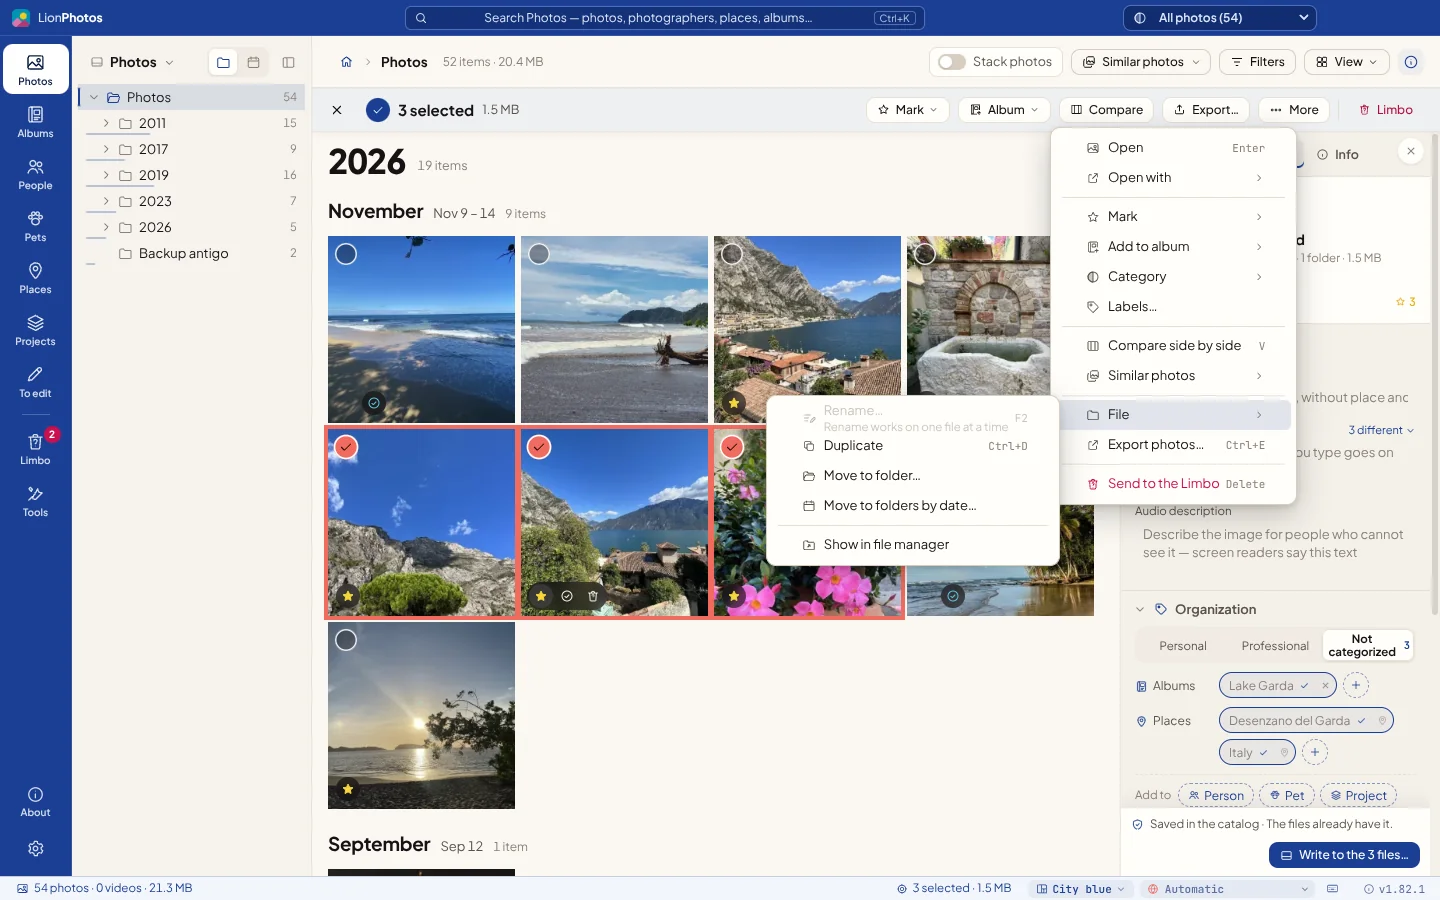 LionPhotos
Search Photos — photos, photographers, places, albums...
Ctrl+K
All photos (54)
Photos
Albums
People
Pets
Places
Projects
To edit
2
Limbo
Tools
About
Photos
Photos 54
2011 15
2017 9
2019 16
2023 7
2026 5
Backup antigo 2
Photos 52 items · 20.4 MB
Stack photos
Similar photos
Filters
View
3 selected 1.5 MB
Mark
Album
Compare
Export...
More
Limbo
2026 19 items
November Nov 9 – 14 9 items
Open Enter
Open with
Mark
Add to album
Category
Labels...
Compare side by side V
Similar photos
File
Export photos... Ctrl+E
Send to the Limbo Delete
Rename... F2
Rename works on one file at a time
Duplicate Ctrl+D
Move to folder...
Move to folders by date...
Show in file manager
Info
1 folder · 1.5 MB
3
, without place and
3 different
ou type goes on
Audio description
Describe the image for people who cannot
see it — screen readers say this text
Organization
Personal
Professional
Not
categorized 3
Albums Lake Garda
Places Desenzano del Garda
Italy
Add to Person Pet Project
Saved in the catalog · The files already have it.
Write to the 3 files...
September Sep 12 1 item
54 photos · 0 videos · 21.3 MB
3 selected · 1.5 MB
City blue
Automatic
v1.82.1